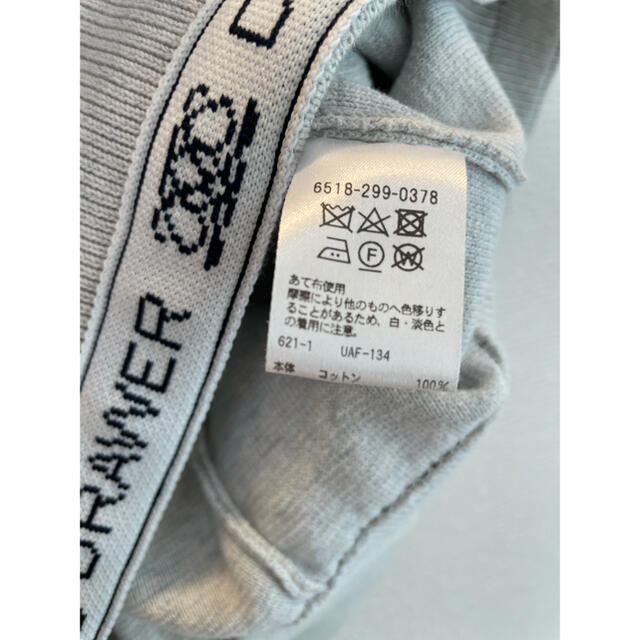 DRAWER
D
6518-299-0378
F
W
あて布使用
摩擦により他のものへ色移りす
ることがあるため、白・淡色と
の着用に注意
621-1 UAF-134
本体 コットン 100%